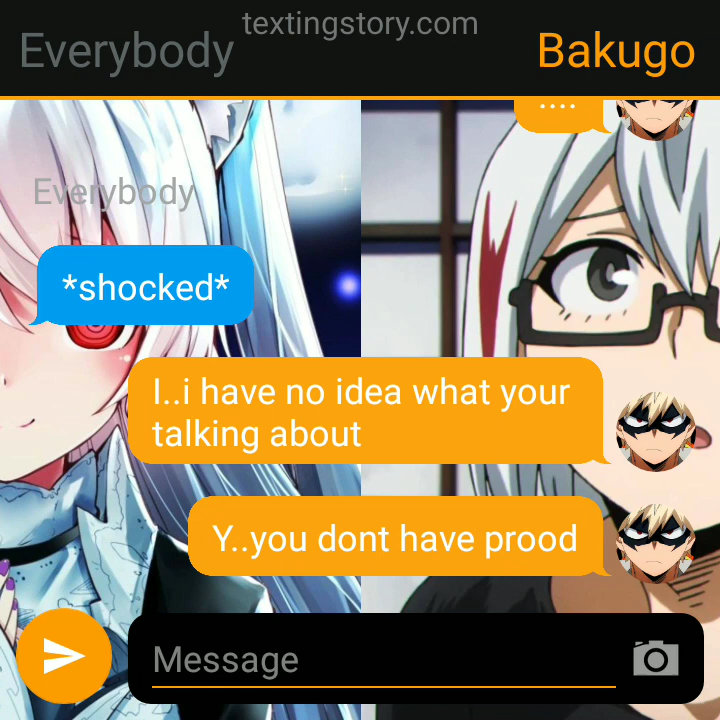 textingstory.com
Everybody
Bakugo
....
Everybody
*shocked*
I..i have no idea what your
talking about
Y..you dont have prood
Message